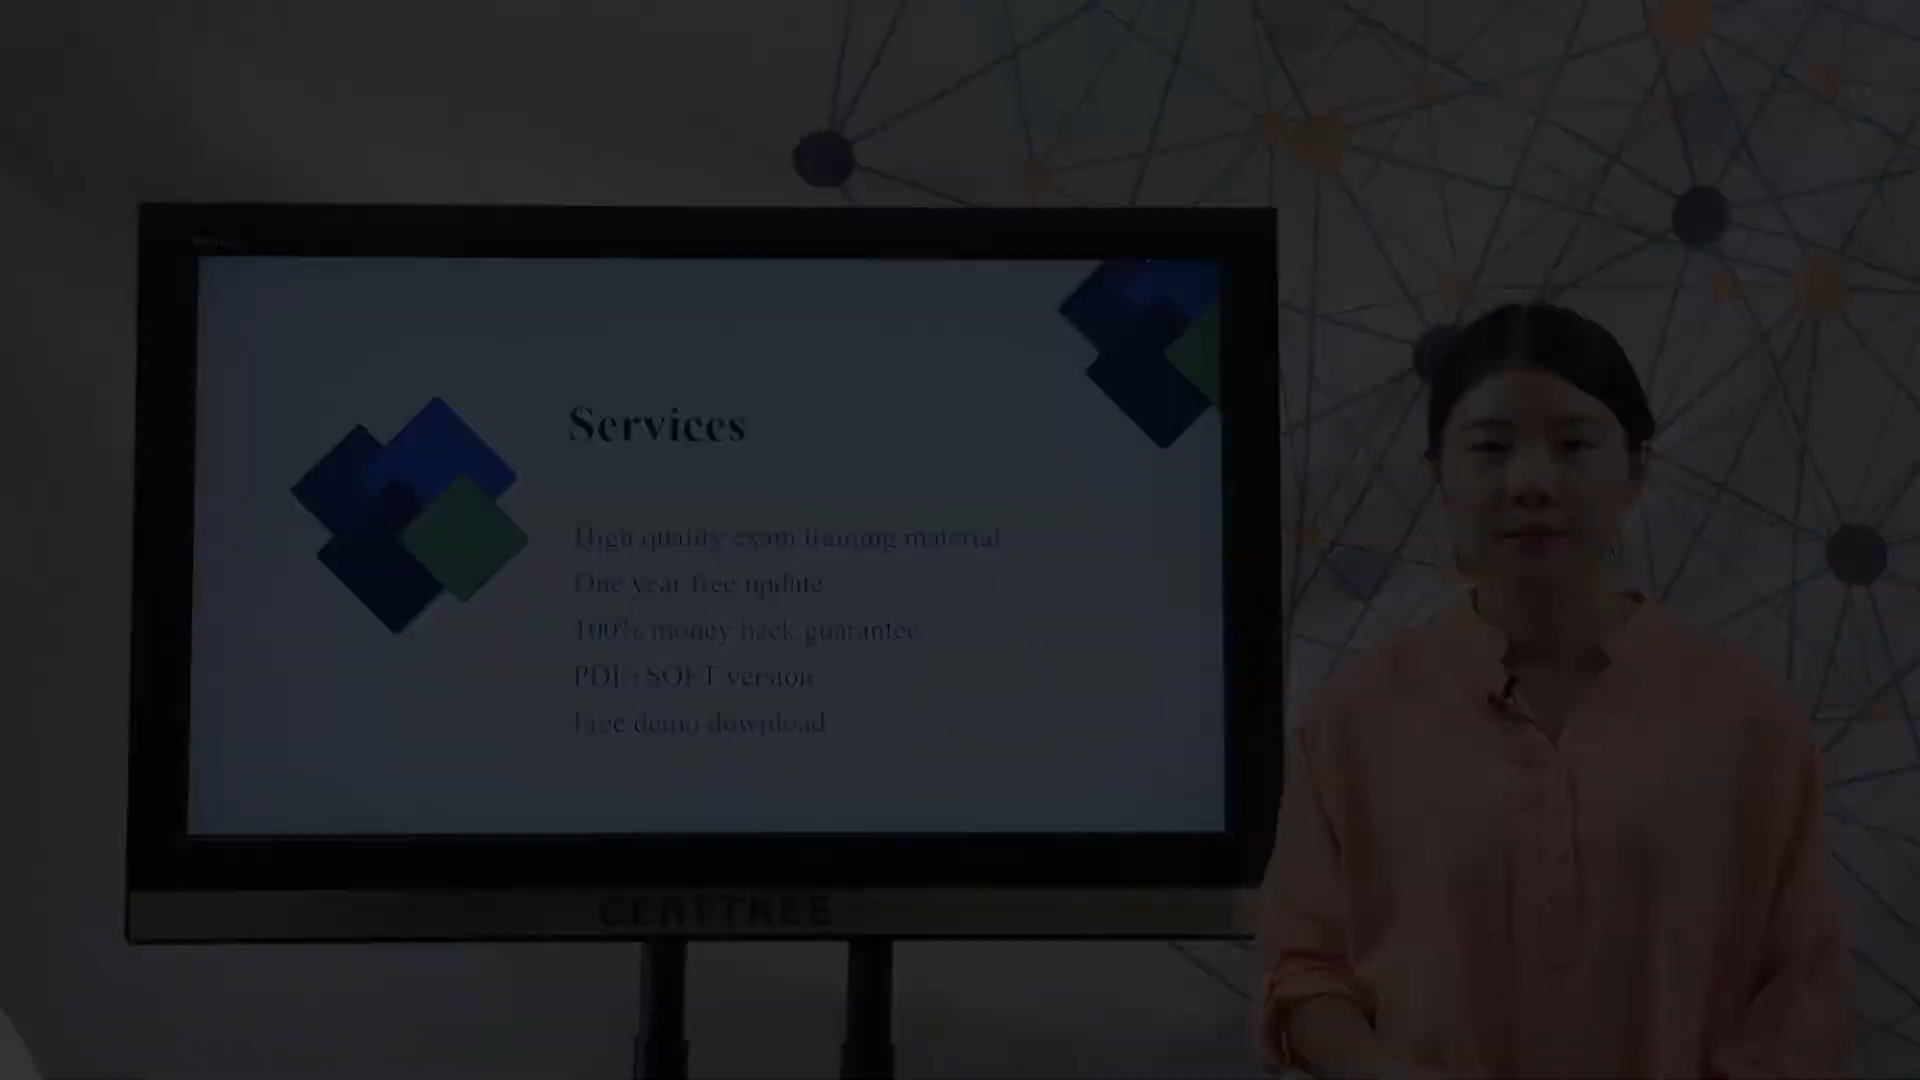 Services
High quality exam training material
One year free update
100% money back guarantee
PDF+SOFT version
Free demo download
CERTTREE